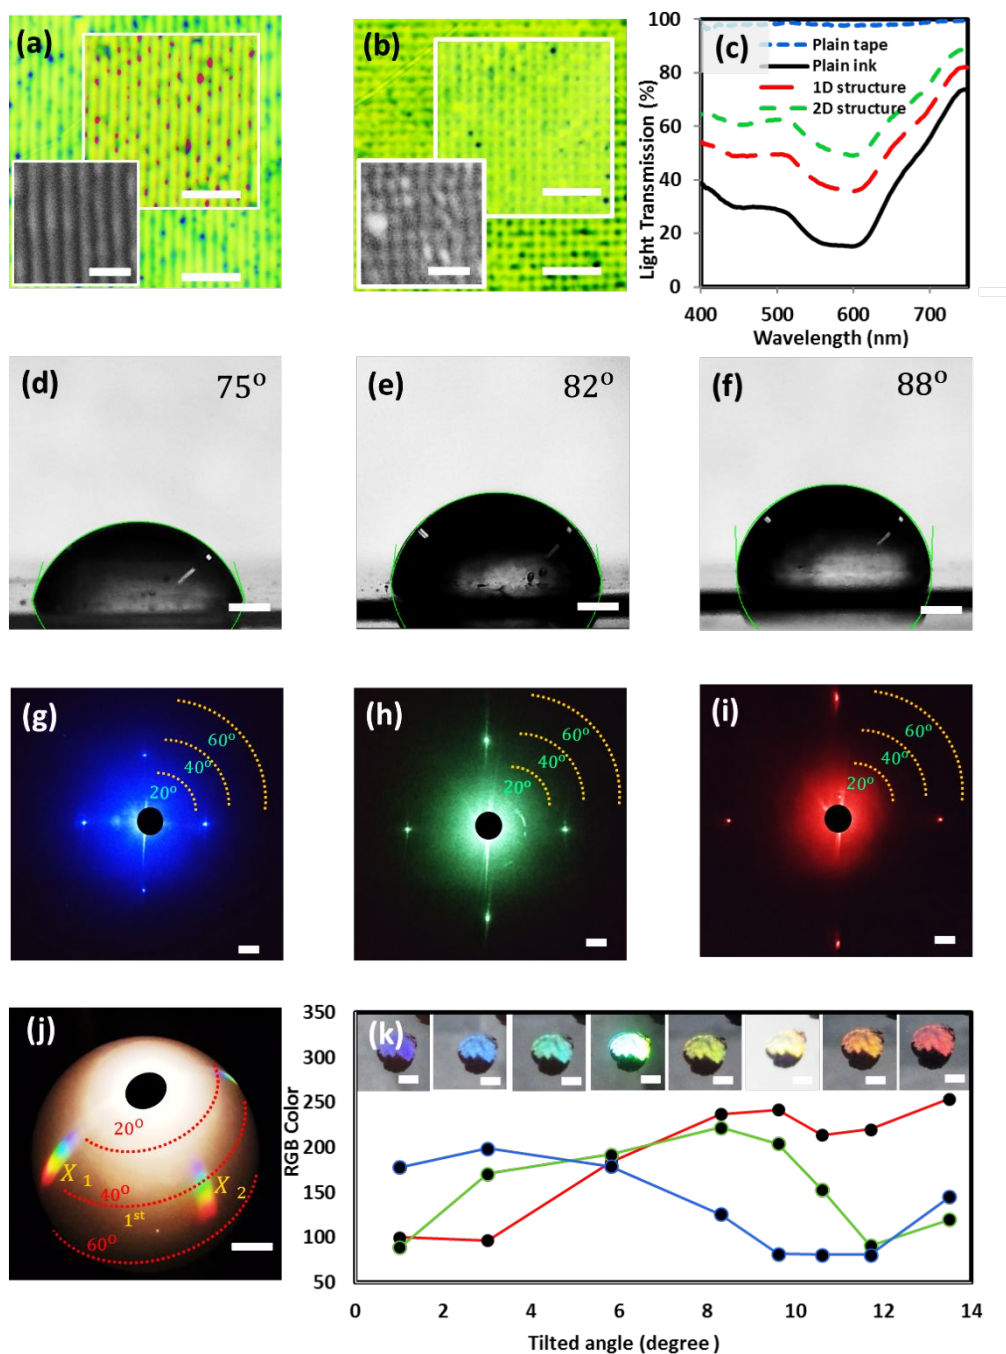 (a)
(b)
(c)
100
80
60
40
20
0
Light Transmission (%)
Plain tape
Plain ink
1D structure
2D structure
400 500 600 700
Wavelength (nm)
(d)
75°
(e)
82°
(f)
88°
(g)
60°
40°
20°
(h)
60°
40°
20°
(i)
60°
40°
20°
(j)
20°
X 1
X 2
40°
1st
60°
(k)
350
300
250
200
150
100
50
RGB Color
0 2 4 6 8 10 12 14
Tilted angle (degree )